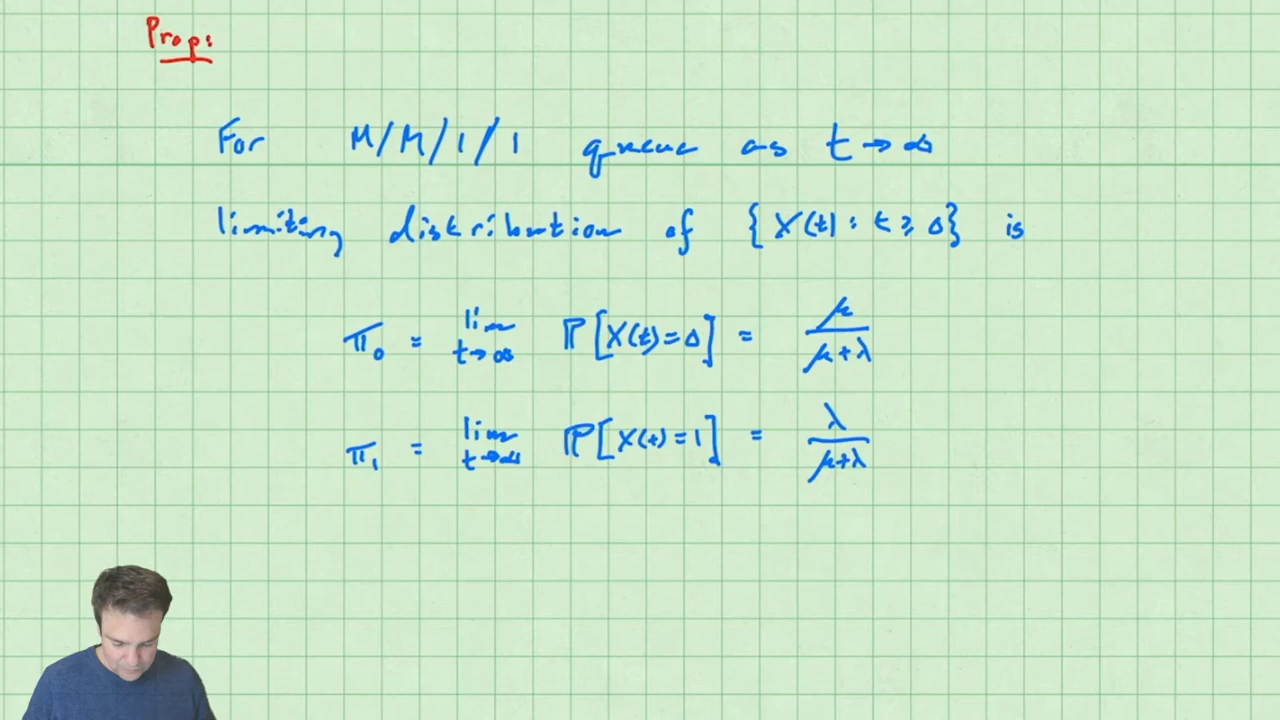 Prop:
For M/M/1/1 queue as t → ∞
limiting distribution of {X(t) : t ≥ 0} is
π₀ = lim t→∞ ℙ[X(t)=0] = μ/(μ+λ)
π₁ = lim t→∞ ℙ[X(t)=1] = λ/(μ+λ)